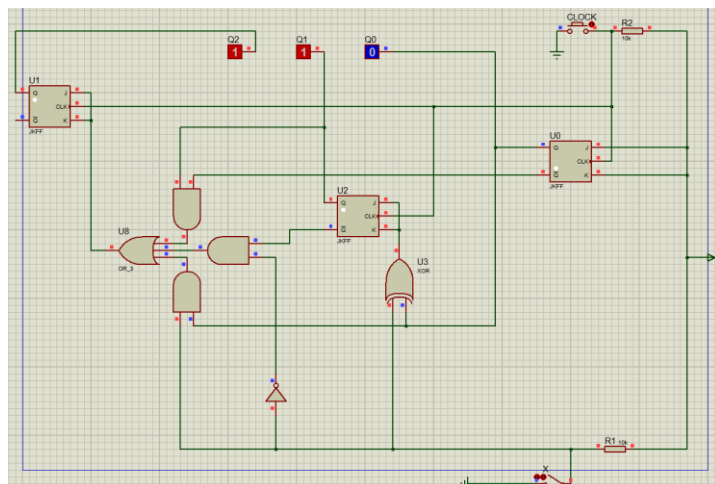 CLOCK
Q2 Q1 Q0 R2
1 1 0 10k
U1
Q J
CLK
Q K
JKFF
U0
Q J
CLK
Q K
JKFF
U2
Q J
CLK
Q K
JKFF
U8
OR_3
U3
XOR
R1 10k
X